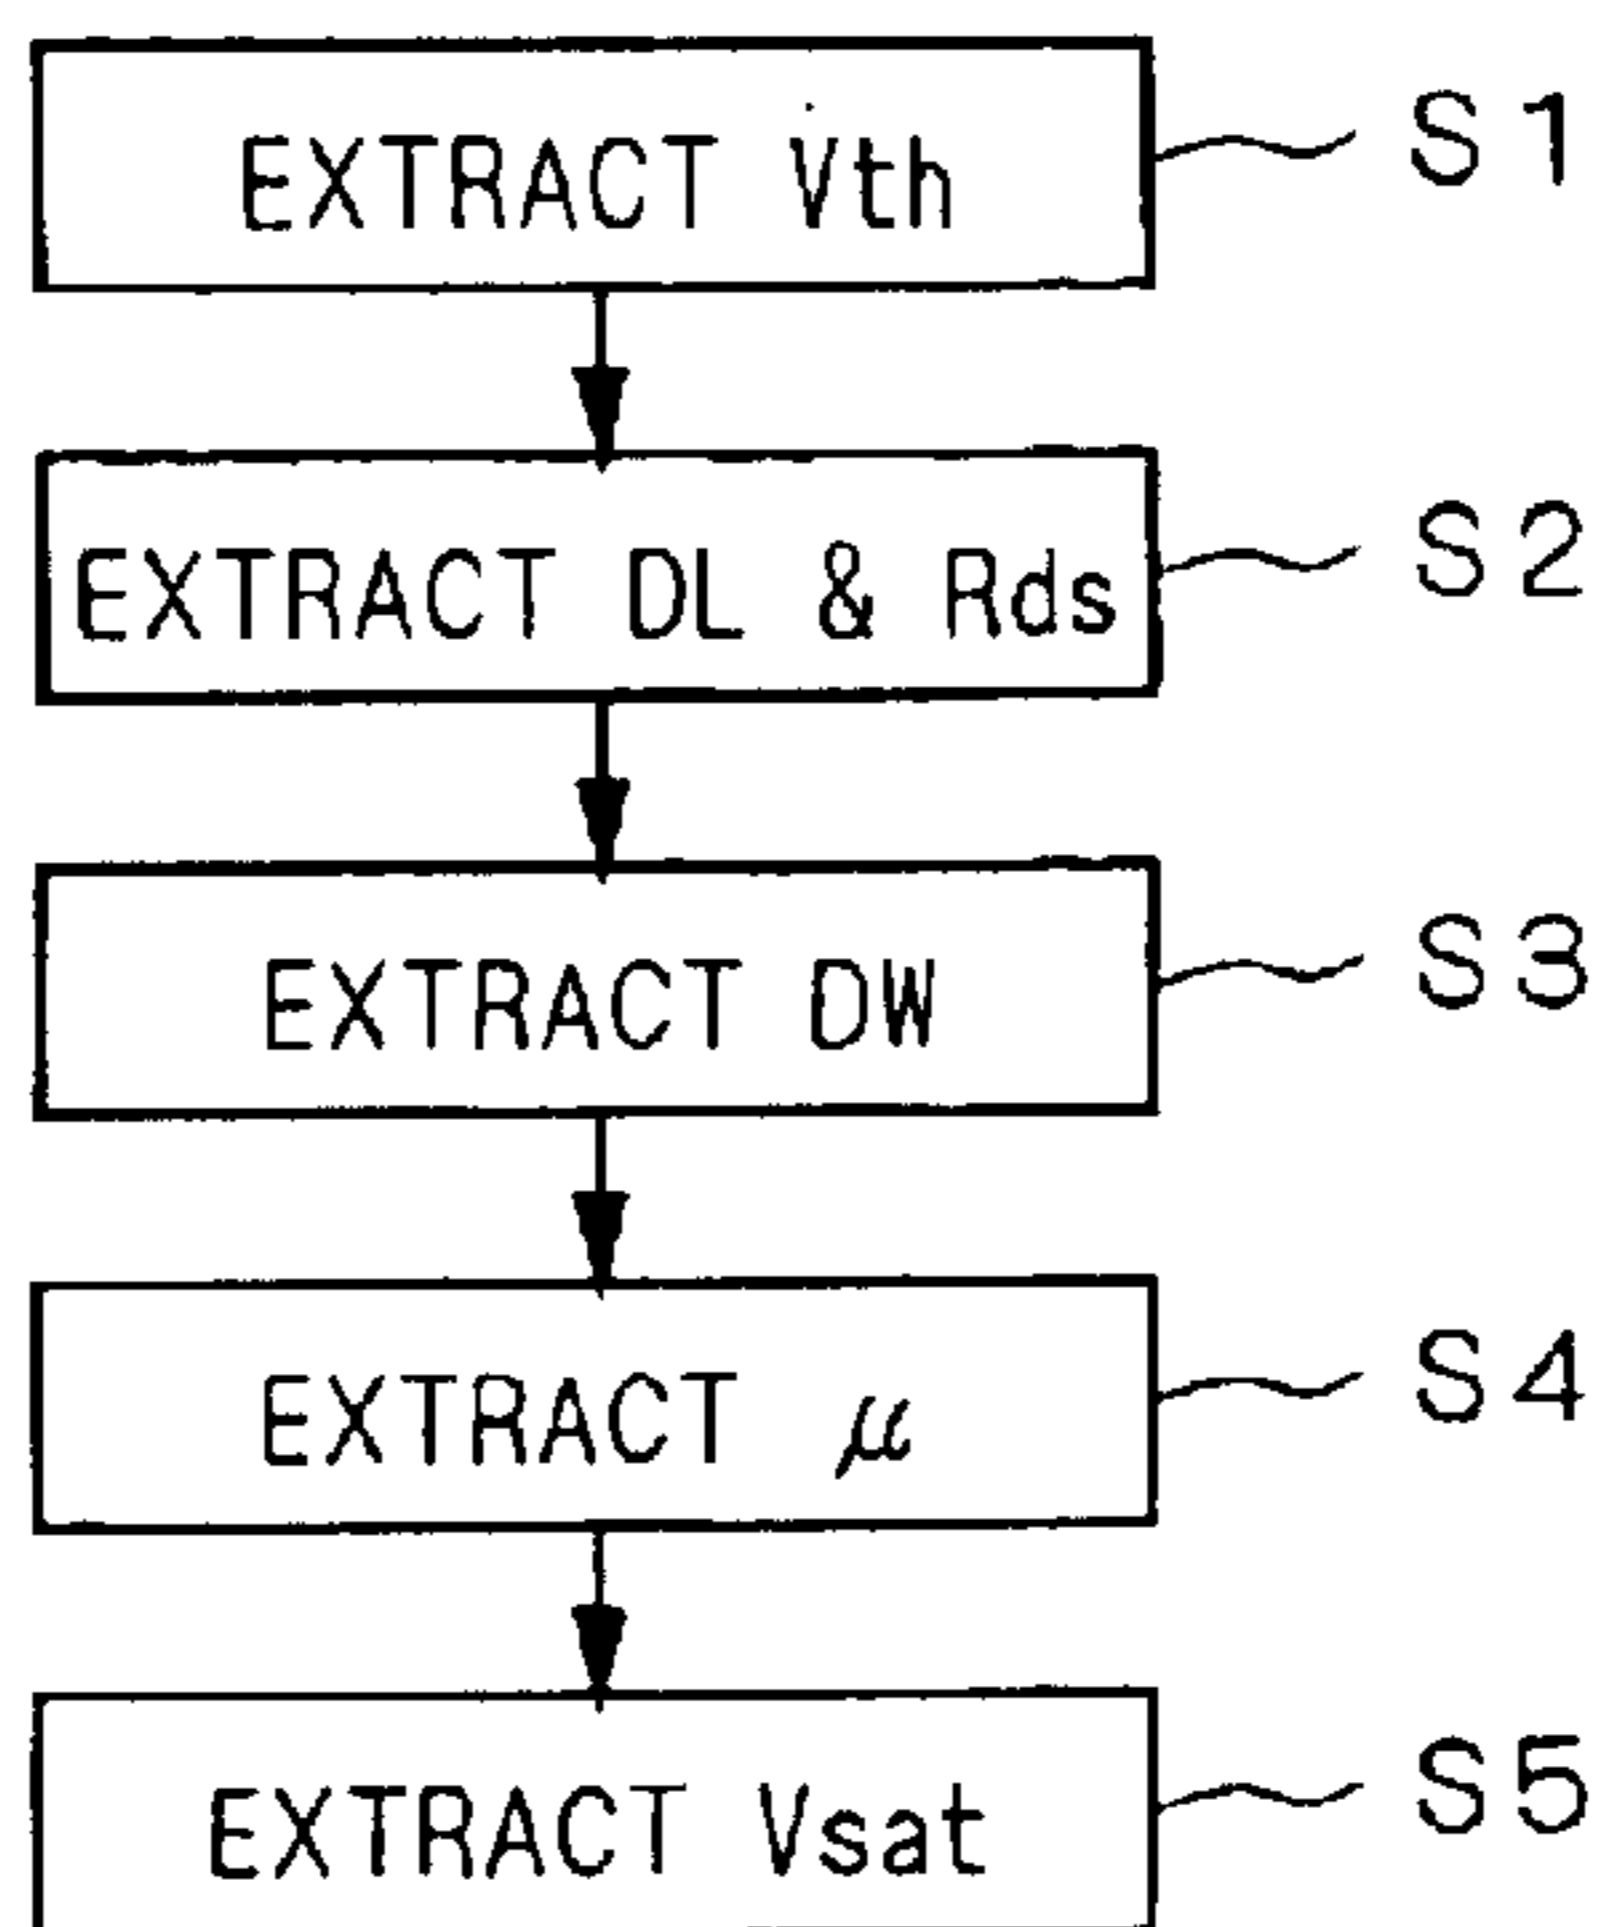 EXTRACT Vth S1
EXTRACT DL & Rds S2
EXTRACT DW S3
EXTRACT μ S4
EXTRACT Vsat S5